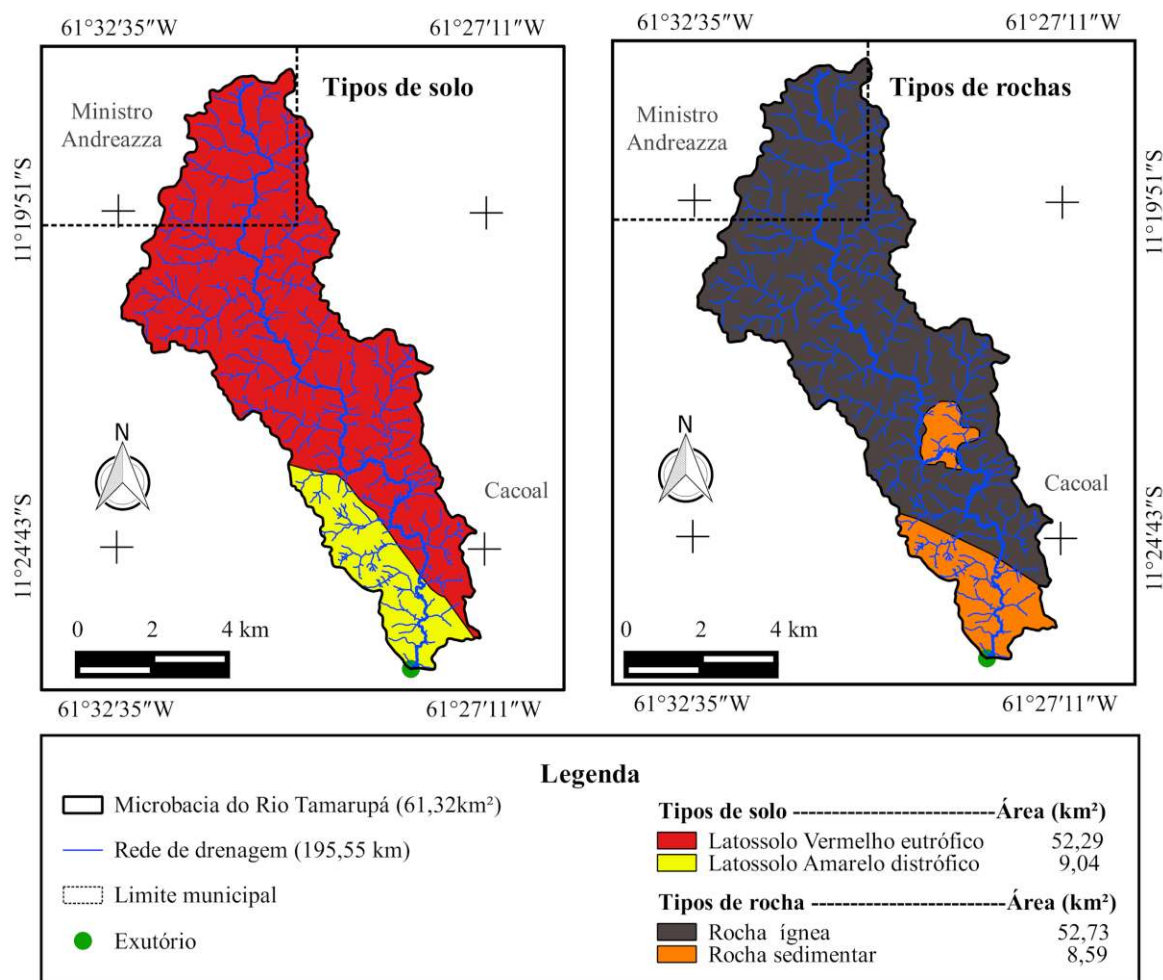 61°32′35″W
61°27′11″W
Tipos de solo
Ministro
Andreazza
11°19′51″S
N
Cacoal
11°24′43″S
0 2 4 km
61°32′35″W
61°27′11″W
61°32′35″W
61°27′11″W
Tipos de rochas
Ministro
Andreazza
11°19′51″S
N
Cacoal
11°24′43″S
0 2 4 km
61°32′35″W
61°27′11″W
Legenda
Microbacia do Rio Tamarupá (61,32km²)
Rede de drenagem (195,55 km)
Limite municipal
Exutório
Tipos de solo ------------------------Área (km²)
Latossolo Vermelho eutrófico 52,29
Latossolo Amarelo distrófico 9,04
Tipos de rocha ----------------------Área (km²)
Rocha ígnea 52,73
Rocha sedimentar 8,59